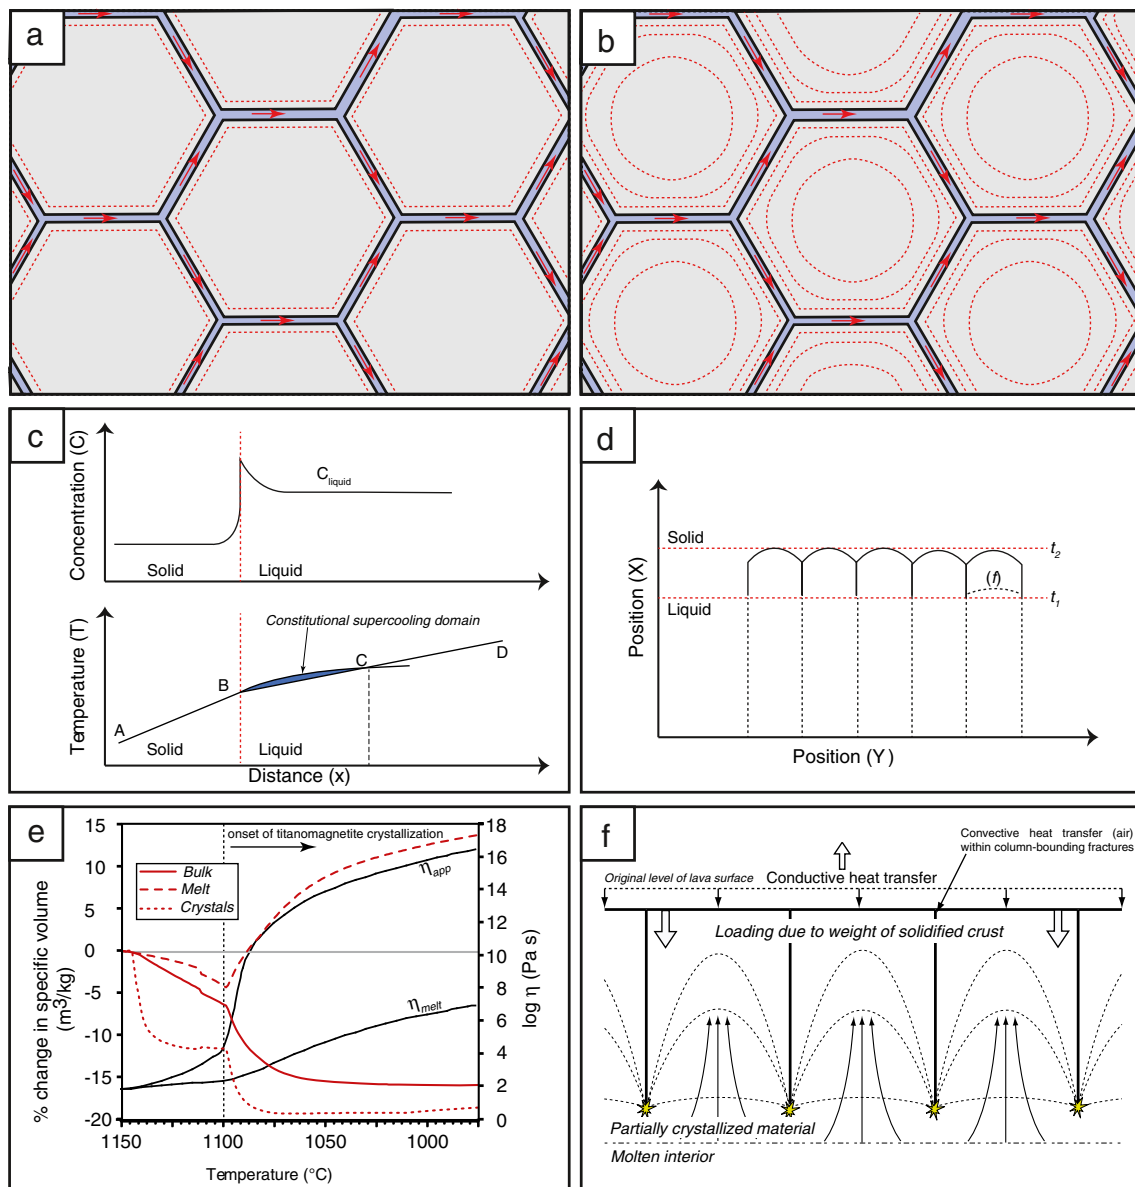 a
b
c
Concentration (C)
C liquid
Solid
Liquid
Constitutional supercooling domain
Temperature (T)
A
B
C
D
Solid
Liquid
Distance (x)
d
Position (X)
Solid
t2
(f)
Liquid
t1
Position (Y)
e
onset of titanomagnetite crystallization
Bulk
Melt
Crystals
ηapp
ηmelt
% change in specific volume
(m3/kg)
15
10
5
0
-5
-10
-15
-20
log η (Pa s)
18
16
14
12
10
8
6
4
2
0
1150
1100
1050
1000
Temperature (°C)
f
Convective heat transfer (air)
within column-bounding fractures
Original level of lava surface
Conductive heat transfer
Loading due to weight of solidified crust
Partially crystallized material
Molten interior